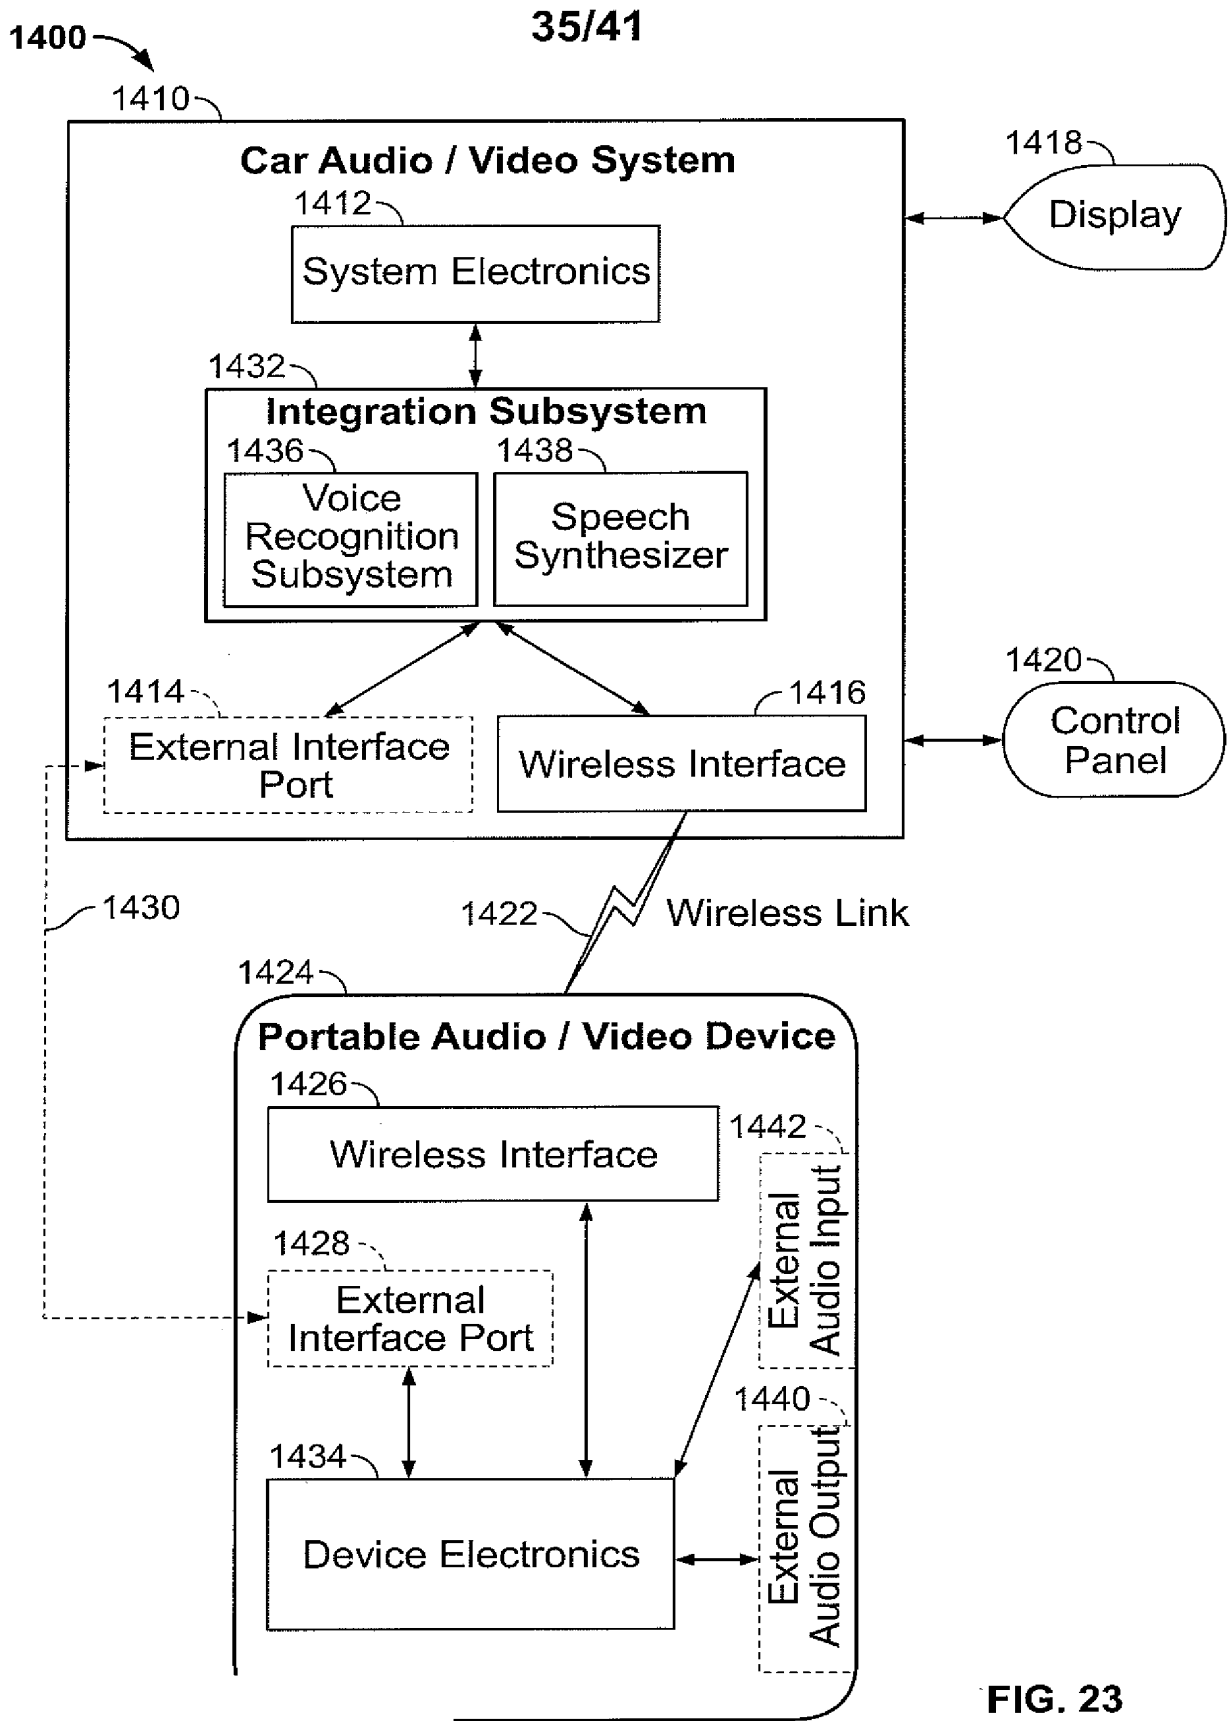 35/41
1400
1410
Car Audio / Video System
1412
System Electronics
1418
Display
1432
Integration Subsystem
1436
Voice
Recognition
Subsystem
1438
Speech
Synthesizer
1414
External Interface
Port
1416
Wireless Interface
1420
Control
Panel
1430
1422
Wireless Link
1424
Portable Audio / Video Device
1426
Wireless Interface
1442
External
Audio Input
1428
External
Interface Port
1440
External
Audio Output
1434
Device Electronics
FIG. 23